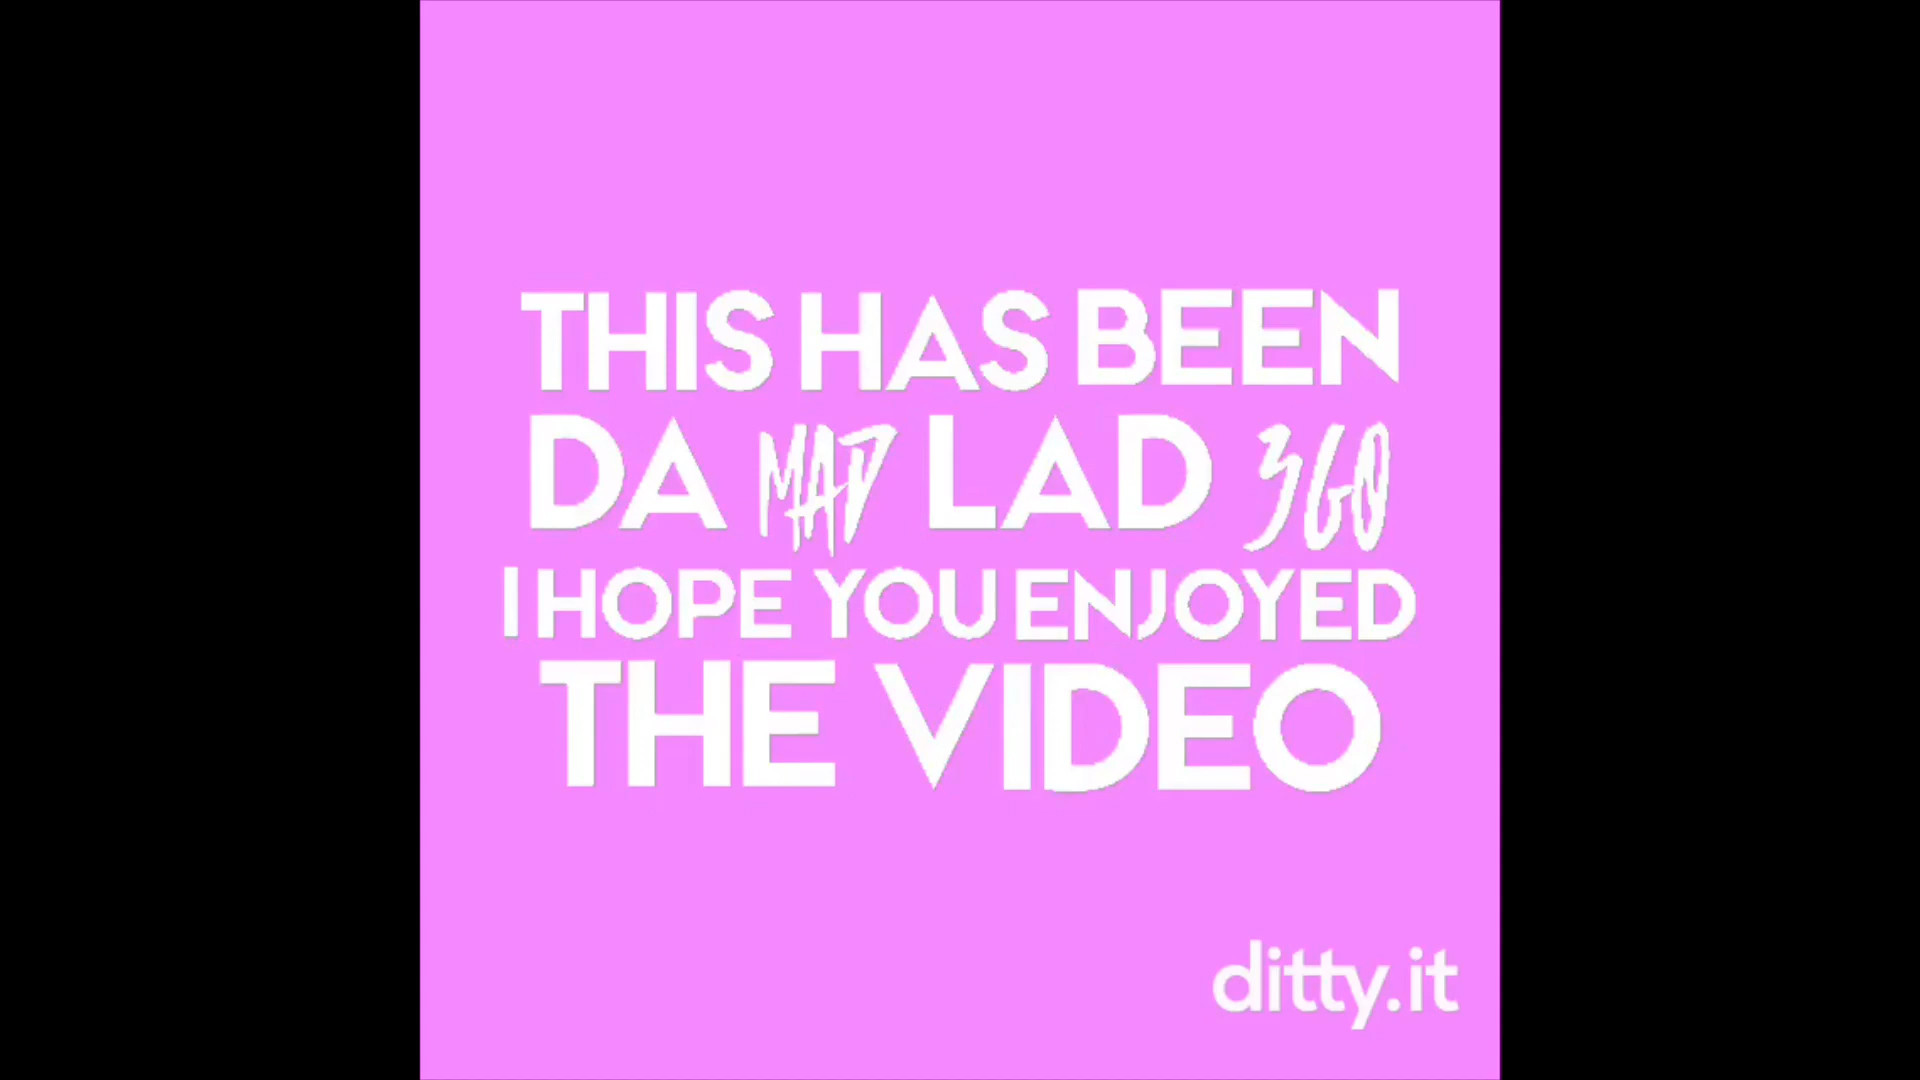 THIS HAS BEEN
DA MAD LAD 360
I HOPE YOU ENJOYED
THE VIDEO
ditty.it